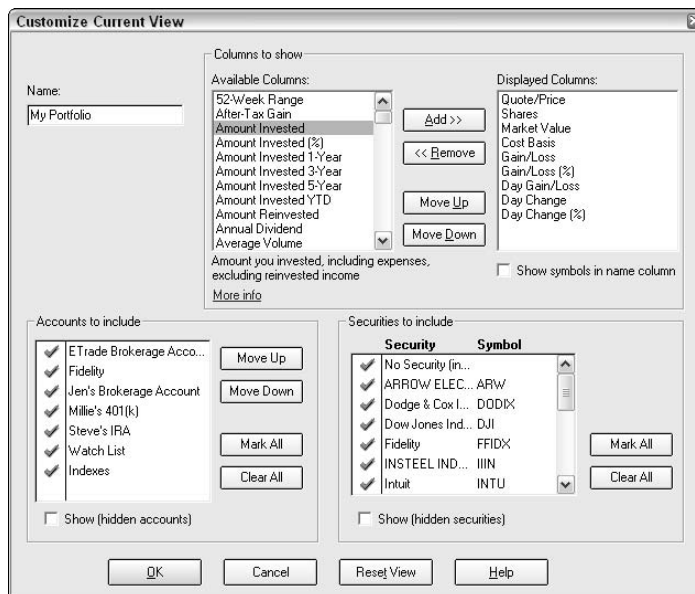 Customize Current View
Name:
My Portfolio
Columns to show
Available Columns:
52-Week Range
After-Tax Gain
Amount Invested
Amount Invested (%)
Amount Invested 1-Year
Amount Invested 3-Year
Amount Invested 5-Year
Amount Invested YTD
Amount Reinvested
Annual Dividend
Average Volume
Amount you invested, including expenses,
excluding reinvested income
More info
Add >>
<< Remove
Move Up
Move Down
Displayed Columns:
Quote/Price
Shares
Market Value
Cost Basis
Gain/Loss
Gain/Loss (%)
Day Gain/Loss
Day Change
Day Change (%)
Show symbols in name column
Accounts to include
ETrade Brokerage Acco...
Fidelity
Jen's Brokerage Account
Millie's 401(k)
Steve's IRA
Watch List
Indexes
Move Up
Move Down
Mark All
Clear All
Show (hidden accounts)
Securities to include
Security Symbol
No Security (in...
ARROW ELEC... ARW
Dodge & Cox I... DODIX
Dow Jones Ind... DJI
Fidelity FFIDX
INSTEEL IND... IIIN
Intuit INTU
Mark All
Clear All
Show (hidden securities)
OK
Cancel
Reset View
Help